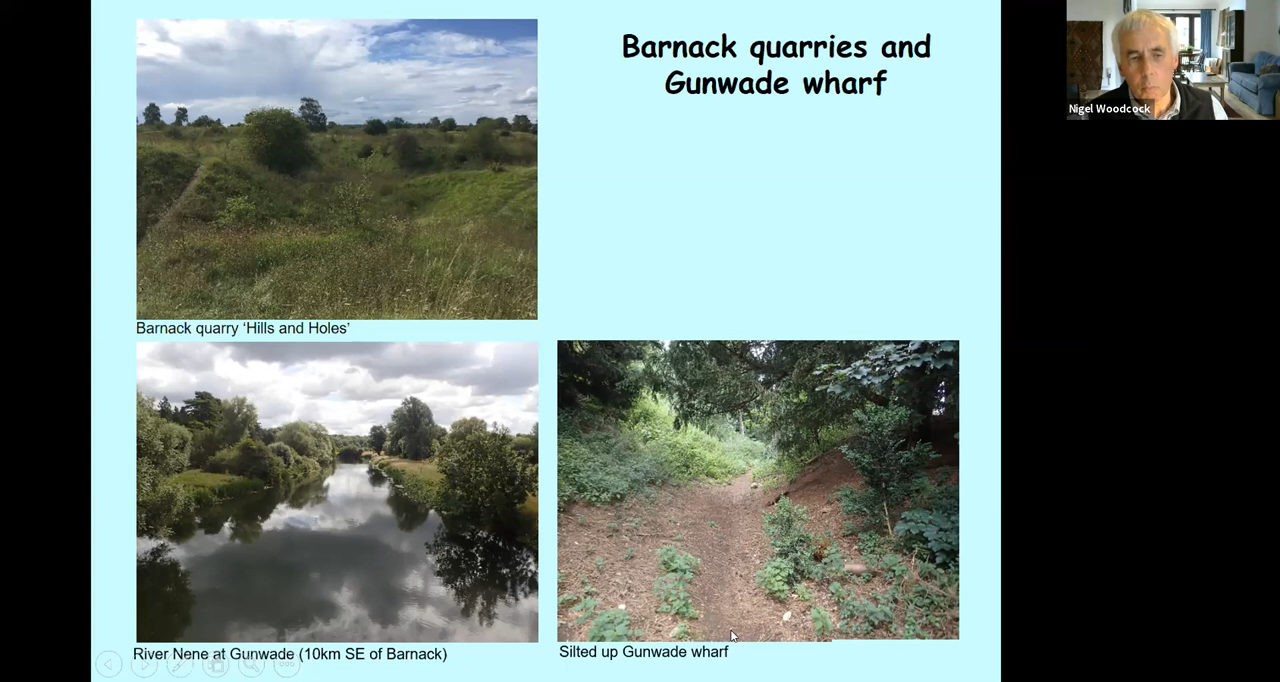 Barnack quarries and
Gunwade wharf
Nigel Woodcock
Barnack quarry ‘Hills and Holes’
River Nene at Gunwade (10km SE of Barnack)
Silted up Gunwade wharf